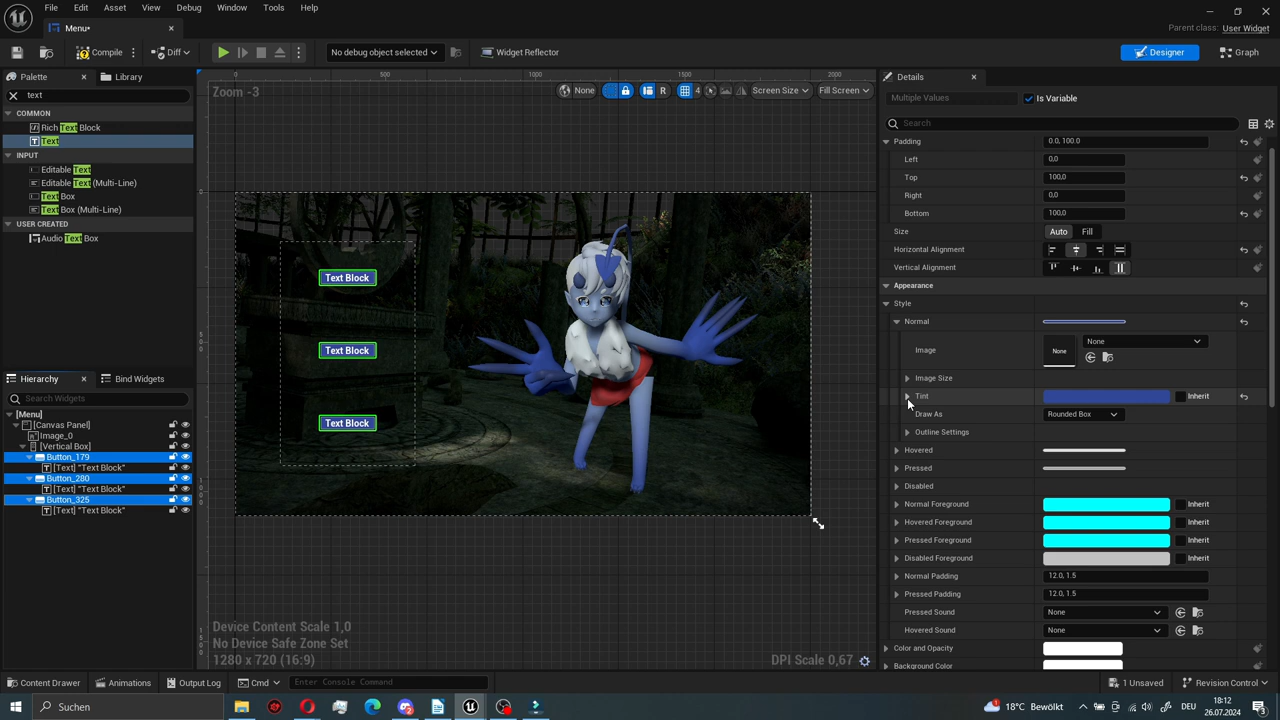 File Edit Asset View Debug Window Tools Help
Menu•
Parent class: User Widget
Compile Diff No debug object selected Widget Reflector Designer Graph
Palette Library
text
COMMON
Rich Text Block
Text
INPUT
Editable Text
Editable Text (Multi-Line)
Text Box
Text Box (Multi-Line)
USER CREATED
Audio Text Box
Hierarchy Bind Widgets
Search Widgets
[Menu]
[Canvas Panel]
Image_0
[Vertical Box]
Button_179
[Text] "Text Block"
Button_280
[Text] "Text Block"
Button_325
[Text] "Text Block"
0 500 1000 1500 2000
Zoom -3
None R 4 Screen Size Fill Screen
Text Block
Text Block
Text Block
Device Content Scale 1,0
No Device Safe Zone Set
1280 x 720 (16:9)
DPI Scale 0,67
Details
Multiple Values Is Variable
Search
Padding 0.0, 100.0
Left 0,0
Top 100,0
Right 0,0
Bottom 100,0
Size Auto Fill
Horizontal Alignment
Vertical Alignment
Appearance
Style
Normal
Image None None
Image Size
Tint Inherit
Draw As Rounded Box
Outline Settings
Hovered
Pressed
Disabled
Normal Foreground Inherit
Hovered Foreground Inherit
Pressed Foreground Inherit
Disabled Foreground Inherit
Normal Padding 12.0, 1.5
Pressed Padding 12.0, 1.5
Pressed Sound None
Hovered Sound None
Color and Opacity
Background Color
Content Drawer Animations Output Log Cmd Enter Console Command 1 Unsaved Revision Control
Suchen
18°C Bewölkt DEU 18:12
26.07.2024